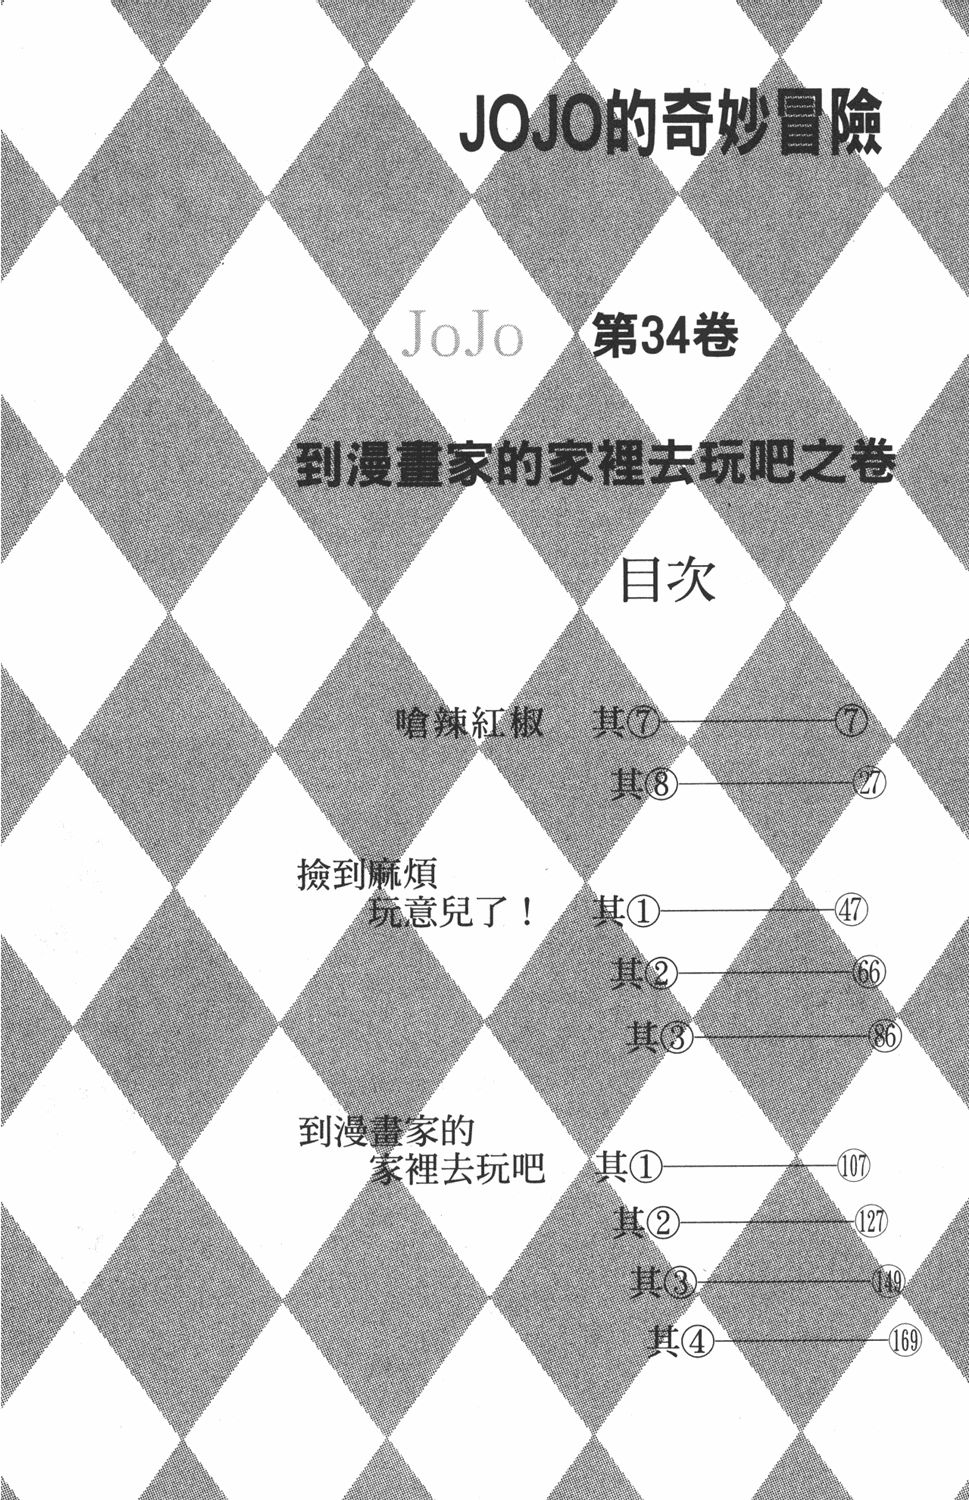 JOJO的奇妙冒險
JoJo 第34卷
到漫畫家的家裡去玩吧之卷
目次
嗆辣紅椒 其⑦——⑦
其⑧——㉗
撿到麻煩
玩意兒了！ 其①——㊼
其②——66
其③——86
到漫畫家的
家裡去玩吧 其①——107
其②——127
其③——149
其④——169